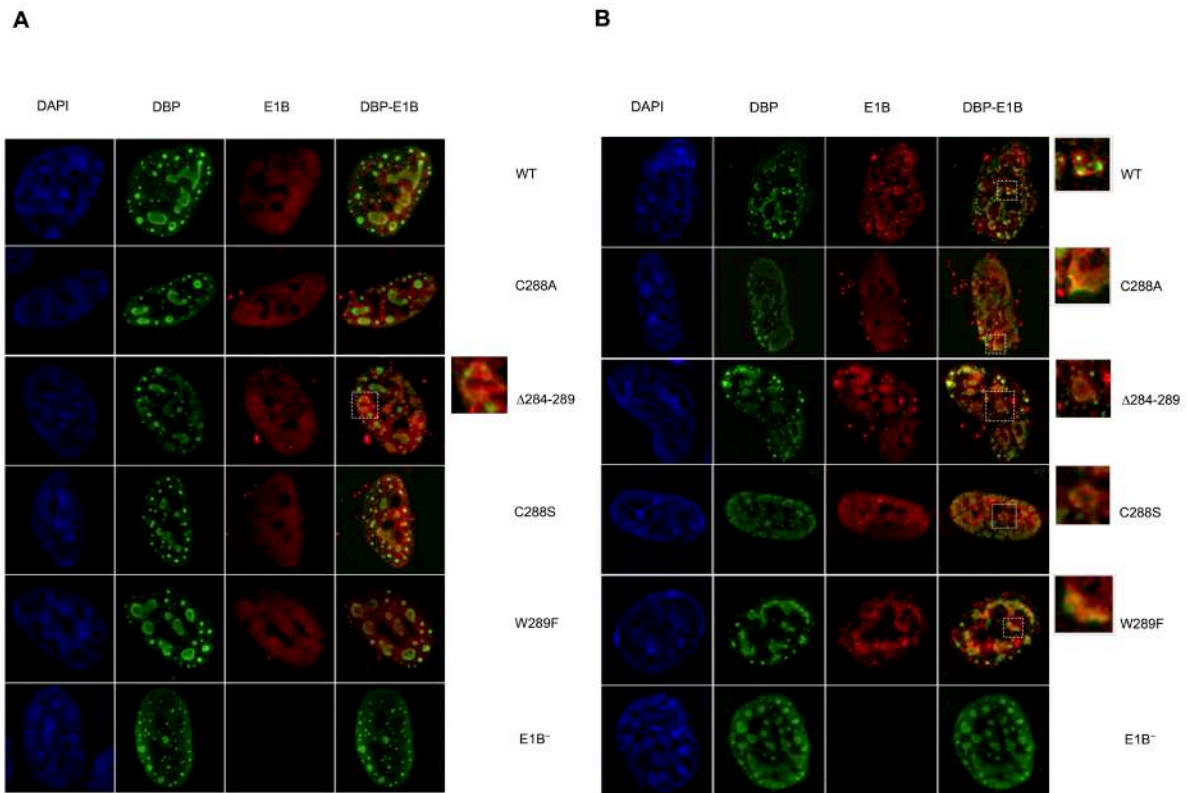 A
DAPI DBP E1B DBP-E1B
WT
C288A
Δ284-289
C288S
W289F
E1B⁻
B
DAPI DBP E1B DBP-E1B
WT
C288A
Δ284-289
C288S
W289F
E1B⁻